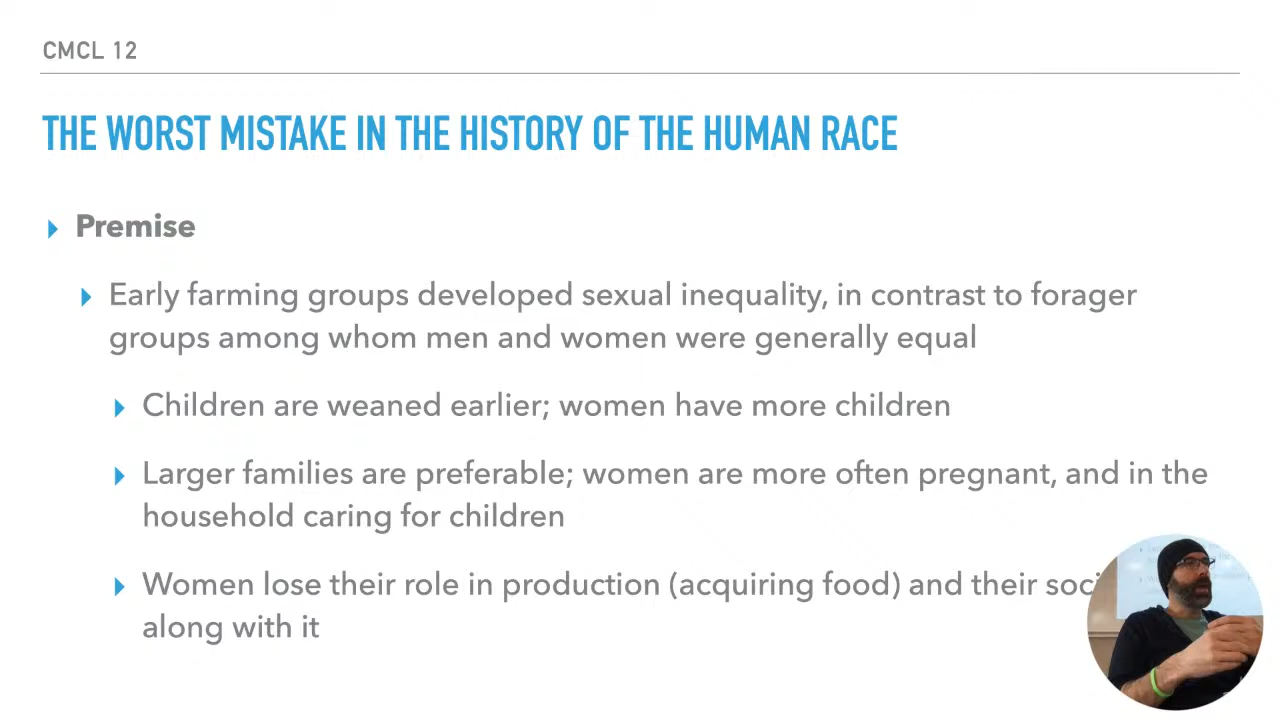 CMCL 12
THE WORST MISTAKE IN THE HISTORY OF THE HUMAN RACE
Premise
Early farming groups developed sexual inequality, in contrast to forager
groups among whom men and women were generally equal
Children are weaned earlier; women have more children
Larger families are preferable; women are more often pregnant, and in the
household caring for children
Women lose their role in production (acquiring food) and their
along with it